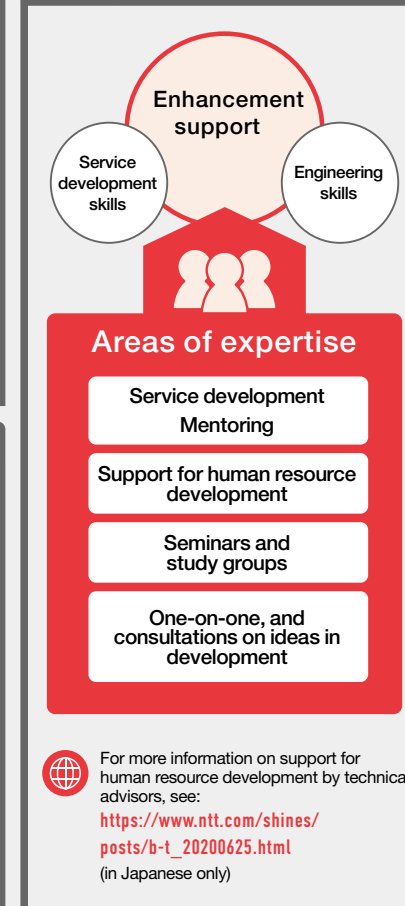 Enhancement
support
Service
development
skills
Engineering
skills
Areas of expertise
Service development
Mentoring
Support for human resource
development
Seminars and
study groups
One-on-one, and
consultations on ideas in
development
For more information on support for
human resource development by technica
advisors, see:
https://www.ntt.com/shines/
posts/b-t_20200625.html
(in Japanese only)